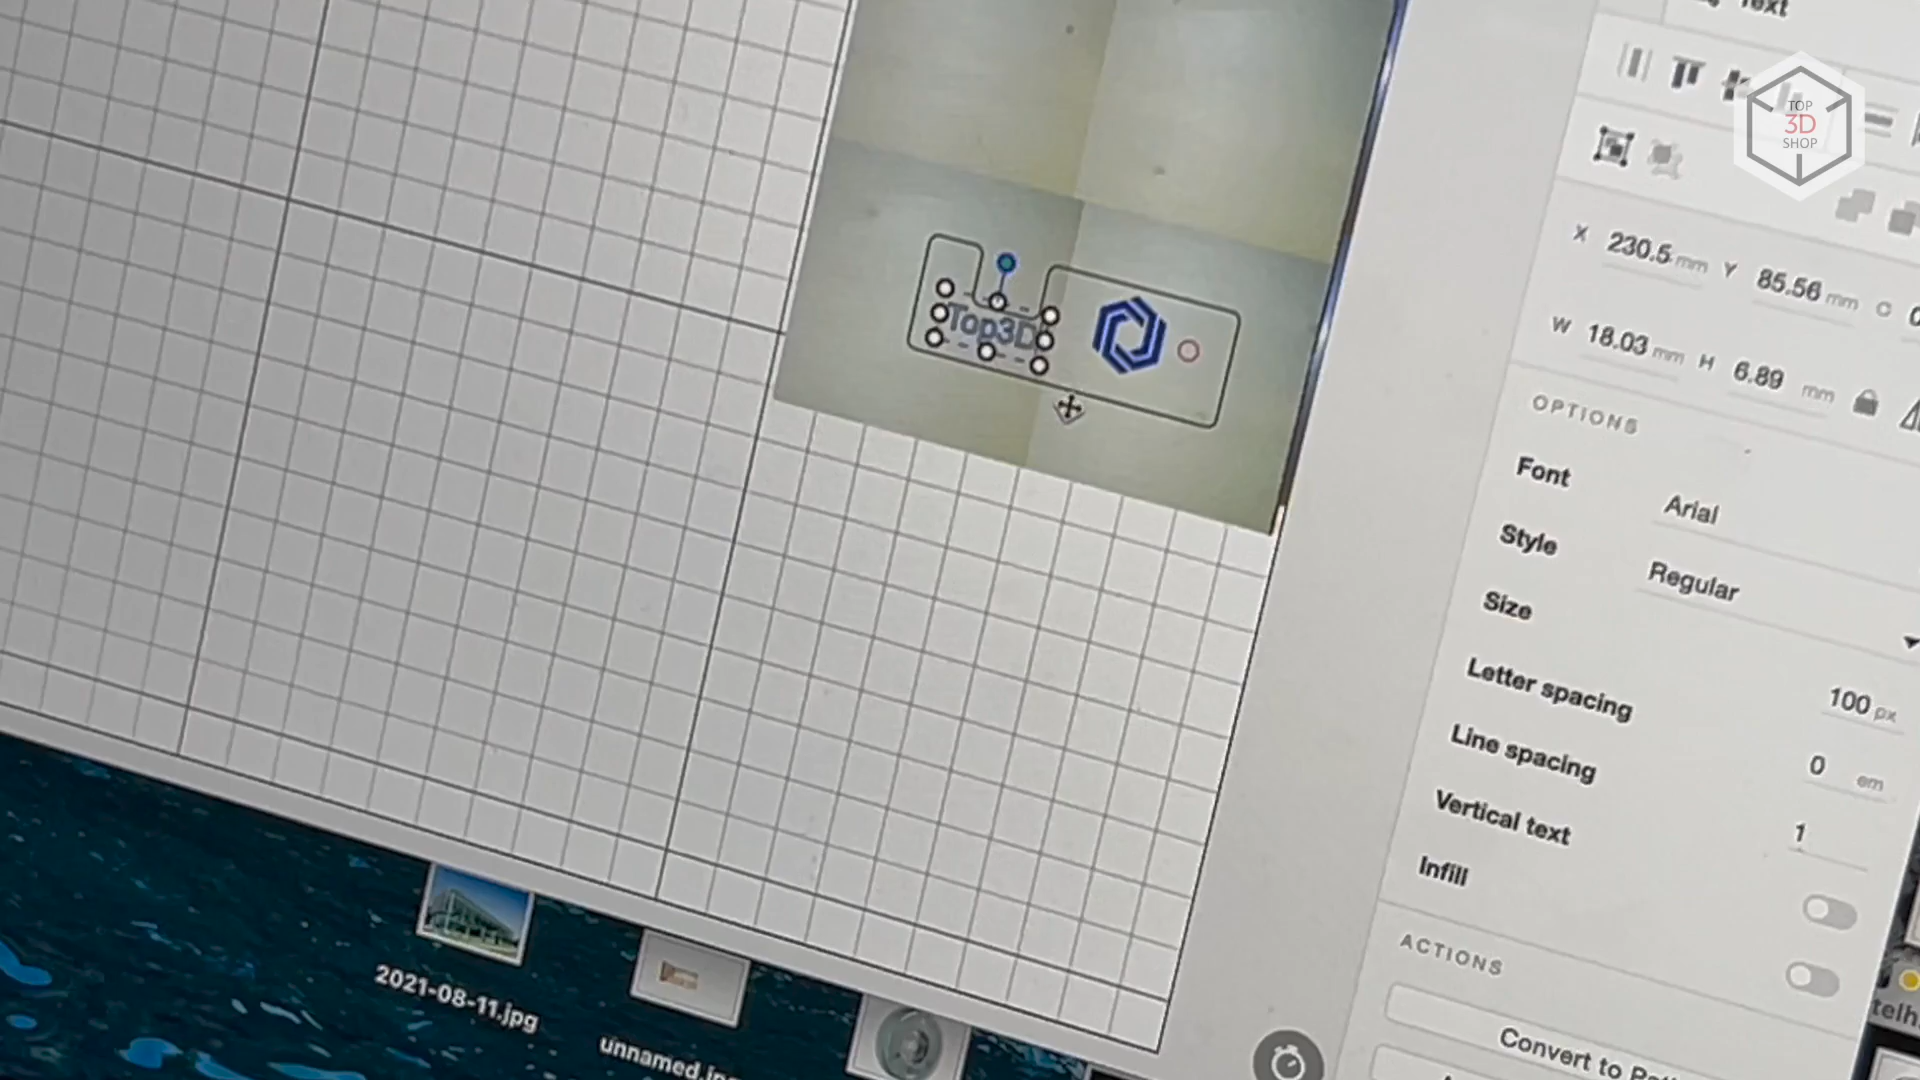 Text
TOP
3D
SHOP
X 230.5 mm Y 85.56 mm
W 18.03 mm H 6.89 mm
OPTIONS
Font Arial
Style Regular
Size 100 px
Letter spacing 0 em
Line spacing 1
Vertical text
Infill
ACTIONS
Convert to
Top3D
2021-08-11.jpg